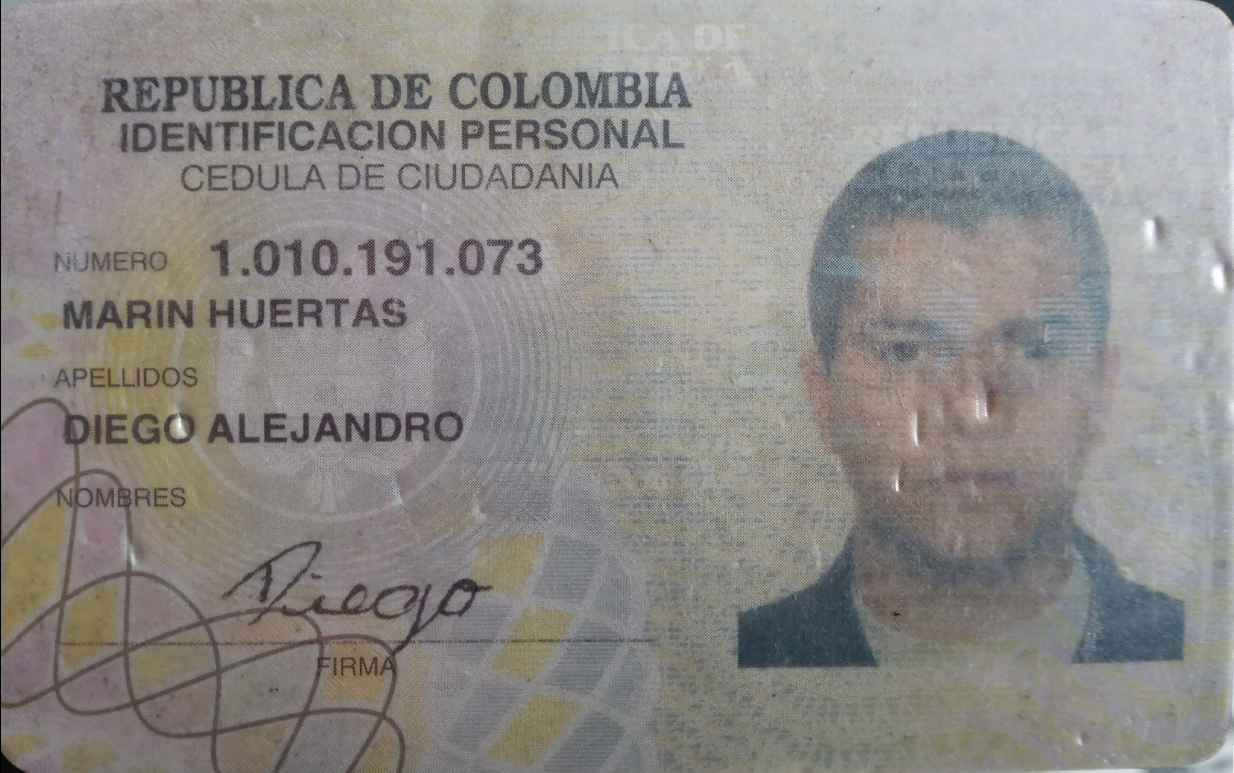 REPUBLICA DE COLOMBIA
IDENTIFICACION PERSONAL
CEDULA DE CIUDADANIA
NUMERO 1.010.191.073
MARIN HUERTAS
APELLIDOS
DIEGO ALEJANDRO
NOMBRES
Diego
FIRMA